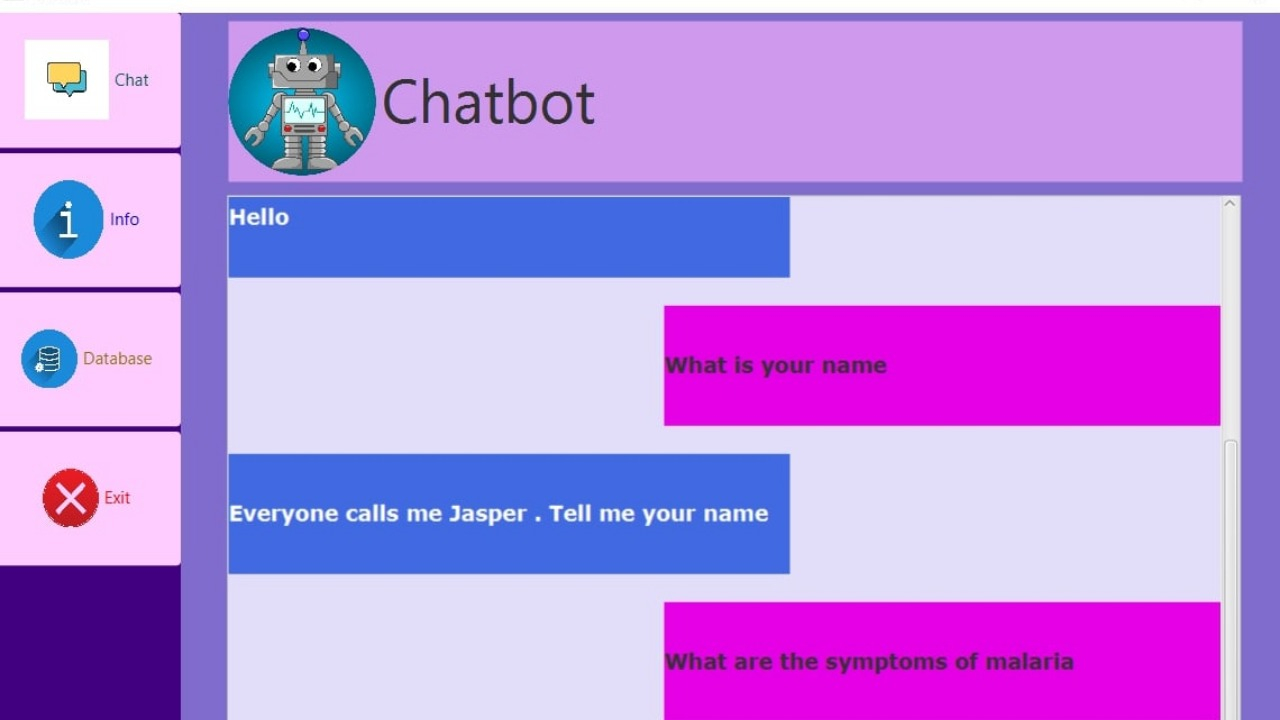 Chat
Info
Database
Exit
Chatbot
Hello
What is your name
Everyone calls me Jasper . Tell me your name
What are the symptoms of malaria